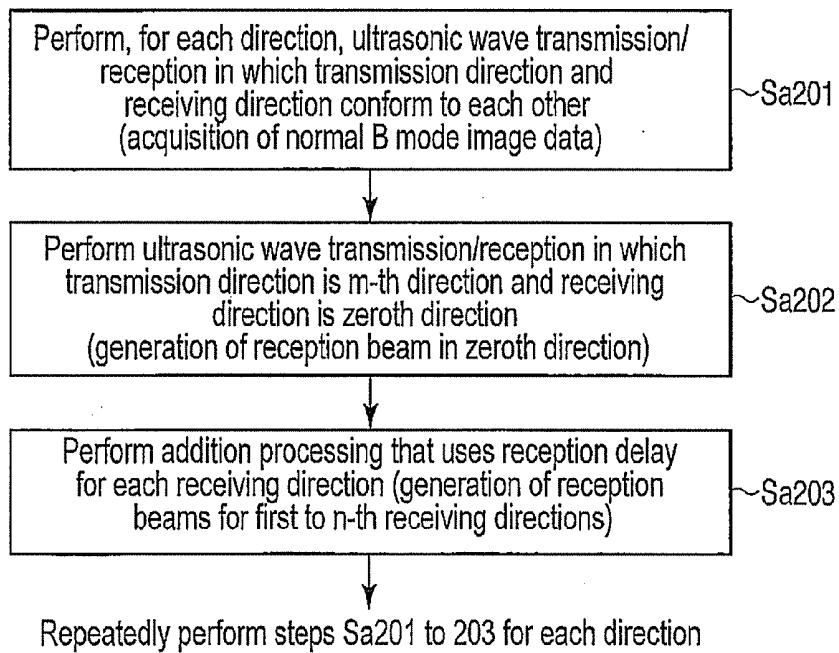 Perform, for each direction, ultrasonic wave transmission/
reception in which transmission direction and
receiving direction conform to each other
(acquisition of normal B mode image data)
Sa201
Perform ultrasonic wave transmission/reception in which
transmission direction is m-th direction and receiving
direction is zeroth direction
(generation of reception beam in zeroth direction)
Sa202
Perform addition processing that uses reception delay
for each receiving direction (generation of reception
beams for first to n-th receiving directions)
Sa203
Repeatedly perform steps Sa201 to 203 for each direction